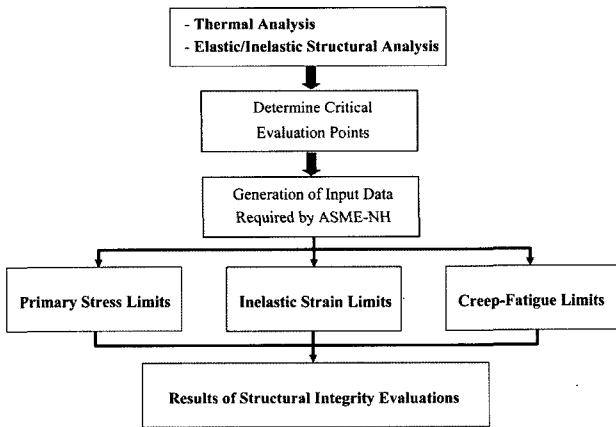 - Thermal Analysis
- Elastic/Inelastic Structural Analysis
Determine Critical
Evaluation Points
Generation of Input Data
Required by ASME-NH
Primary Stress Limits
Inelastic Strain Limits
Creep-Fatigue Limits
Results of Structural Integrity Evaluations